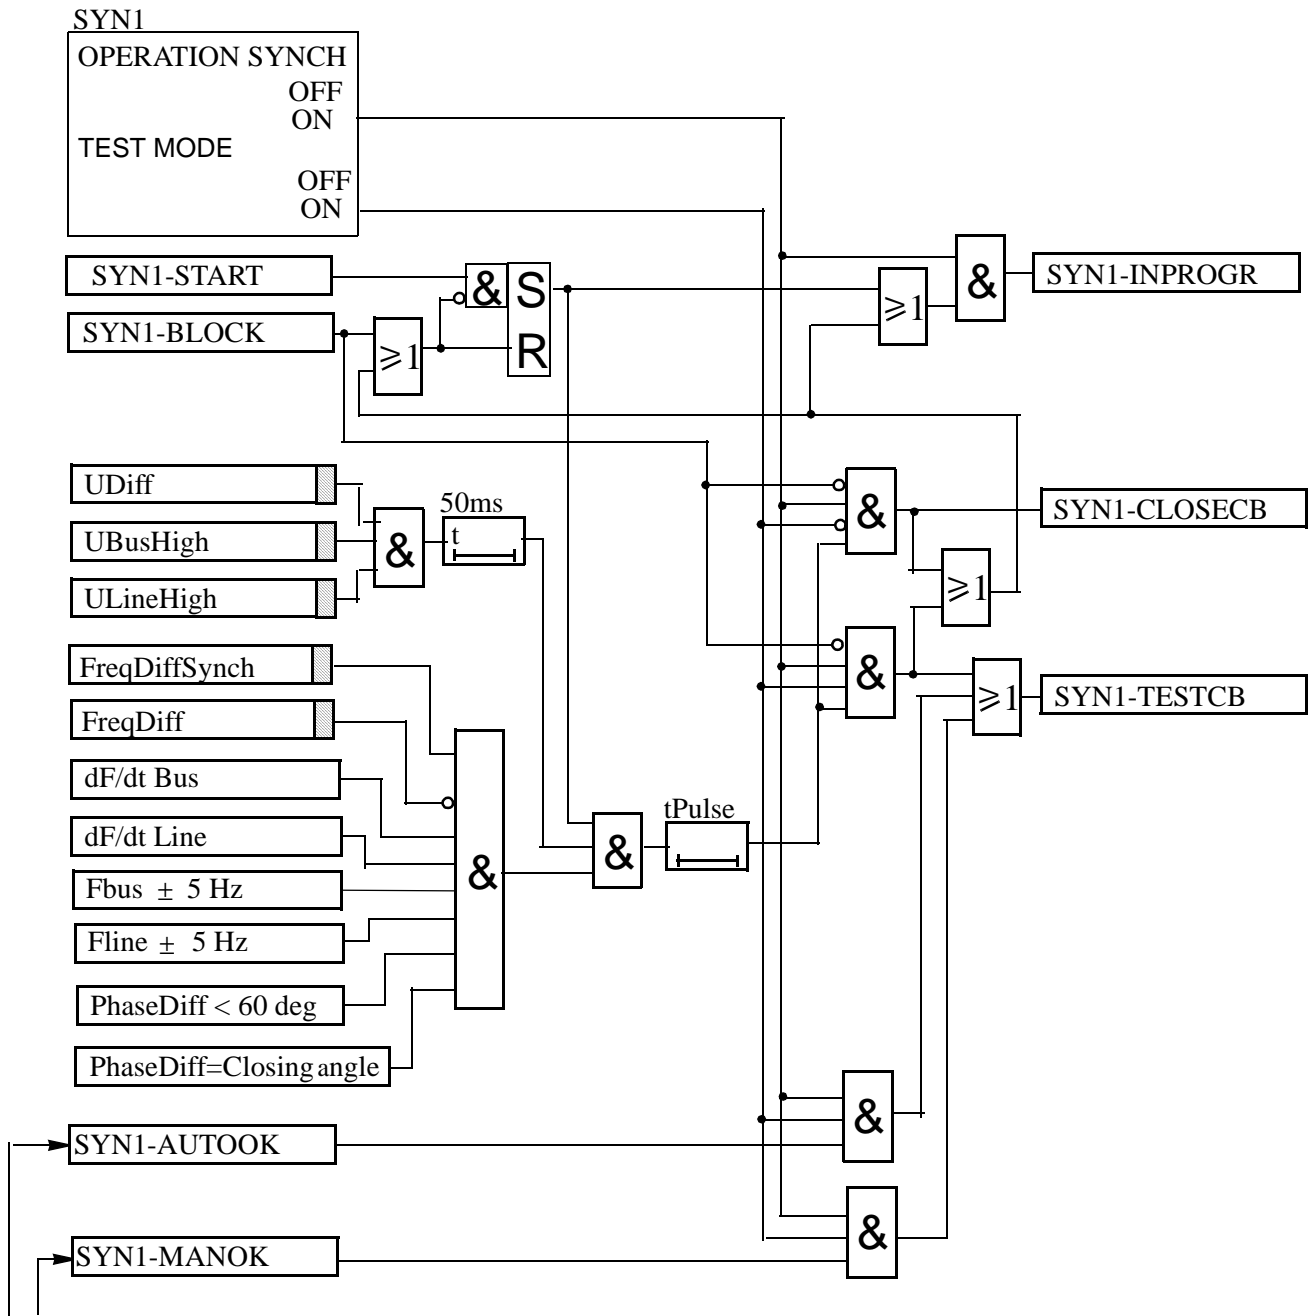 SYN1
OPERATION SYNCH
OFF
ON
TEST MODE
OFF
ON
SYN1-START
& S
SYN1-INPROGR
&
≥1
SYN1-BLOCK
≥1
R
UDiff
50ms
t
&
SYN1-CLOSECB
UBusHigh
&
ULineHigh
≥1
FreqDiffSynch
&
SYN1-TESTCB
≥1
FreqDiff
dF/dt Bus
tPulse
dF/dt Line
&
Fbus ± 5 Hz
&
Fline ± 5 Hz
PhaseDiff < 60 deg
PhaseDiff=Closing angle
&
SYN1-AUTOOK
&
SYN1-MANOK